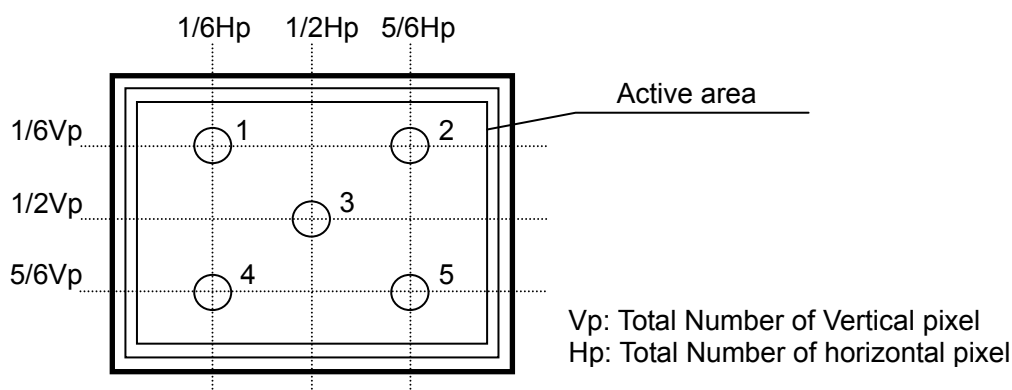 1/6Hp 1/2Hp 5/6Hp
Active area
1/6Vp 1 2
1/2Vp 3
5/6Vp 4 5
Vp: Total Number of Vertical pixel
Hp: Total Number of horizontal pixel